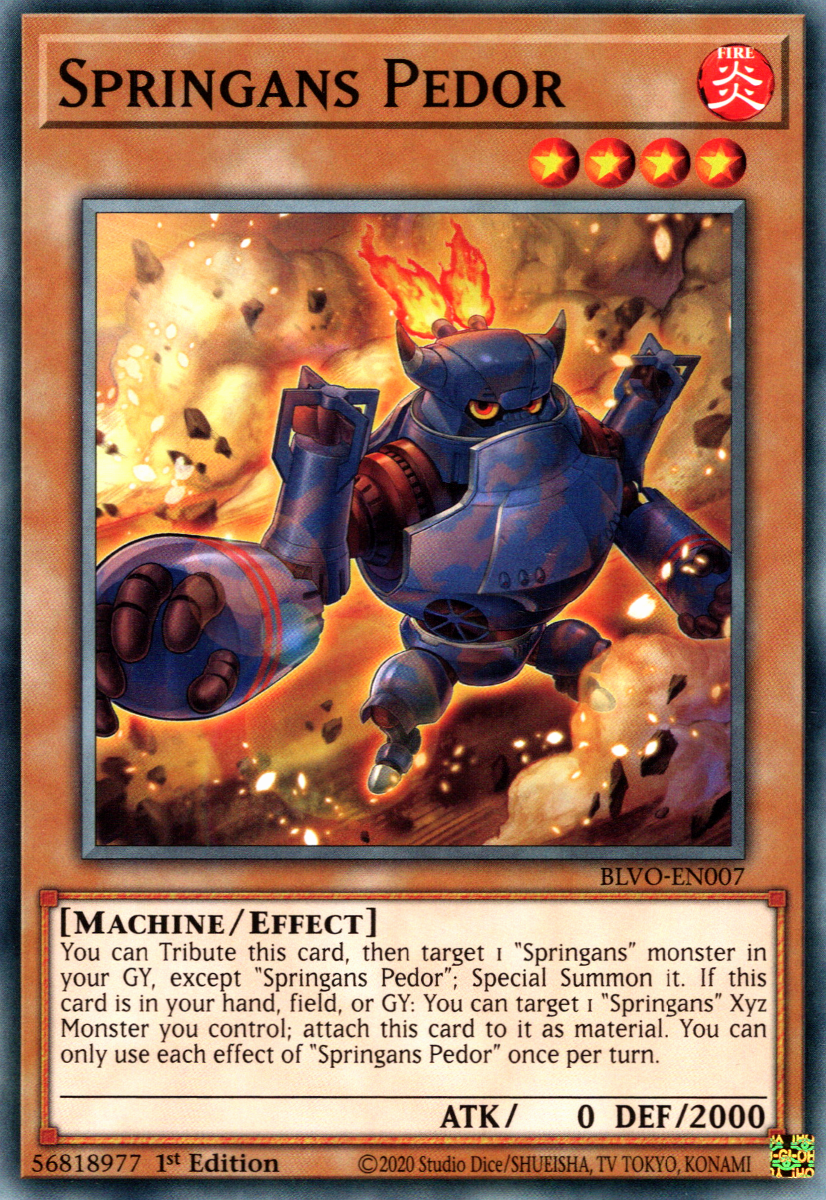 SPRINGANS PEDOR
FIRE
炎
BLVO-EN007
[MACHINE/EFFECT]
You can Tribute this card, then target 1 "Springans" monster in
your GY, except "Springans Pedor"; Special Summon it. If this
card is in your hand, field, or GY: You can target 1 "Springans" Xyz
Monster you control; attach this card to it as material. You can
only use each effect of "Springans Pedor" once per turn.
ATK/ 0 DEF/2000
56818977 1st Edition ©2020 Studio Dice/SHUEISHA, TV TOKYO, KONAMI